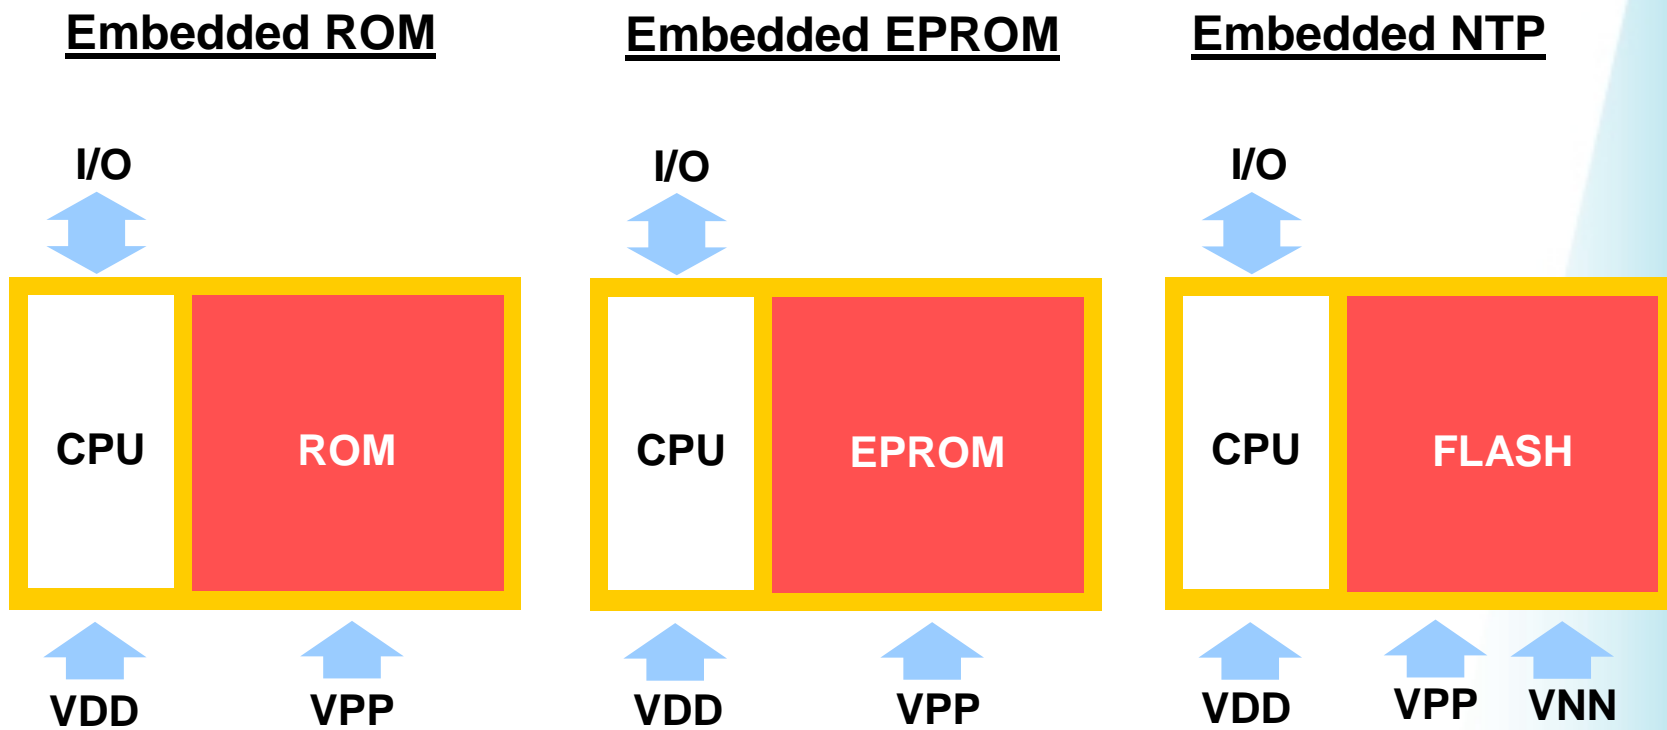 Embedded ROM
Embedded EPROM
Embedded NTP
I/O
I/O
I/O
CPU
ROM
CPU
EPROM
CPU
FLASH
VDD
VPP
VDD
VPP
VDD
VPP
VNN